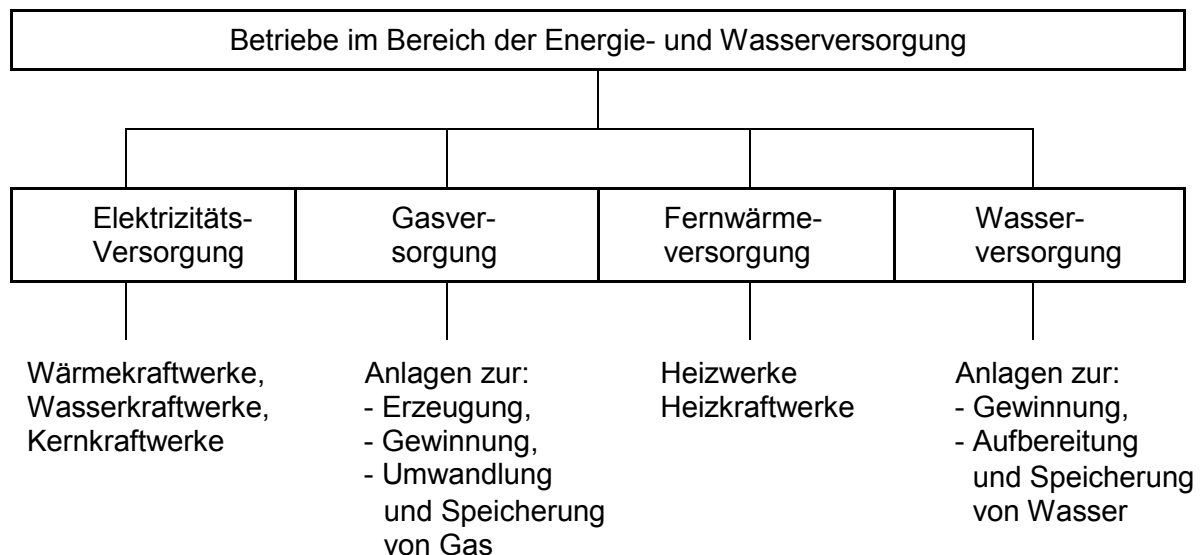 Betriebe im Bereich der Energie- und Wasserversorgung
Elektrizitäts-
Versorgung
Gasver-
sorgung
Fernwärme-
versorgung
Wasser-
versorgung
Wärmekraftwerke,
Wasserkraftwerke,
Kernkraftwerke
Anlagen zur:
- Erzeugung,
- Gewinnung,
- Umwandlung
und Speicherung
von Gas
Heizwerke
Heizkraftwerke
Anlagen zur:
- Gewinnung,
- Aufbereitung
und Speicherung
von Wasser